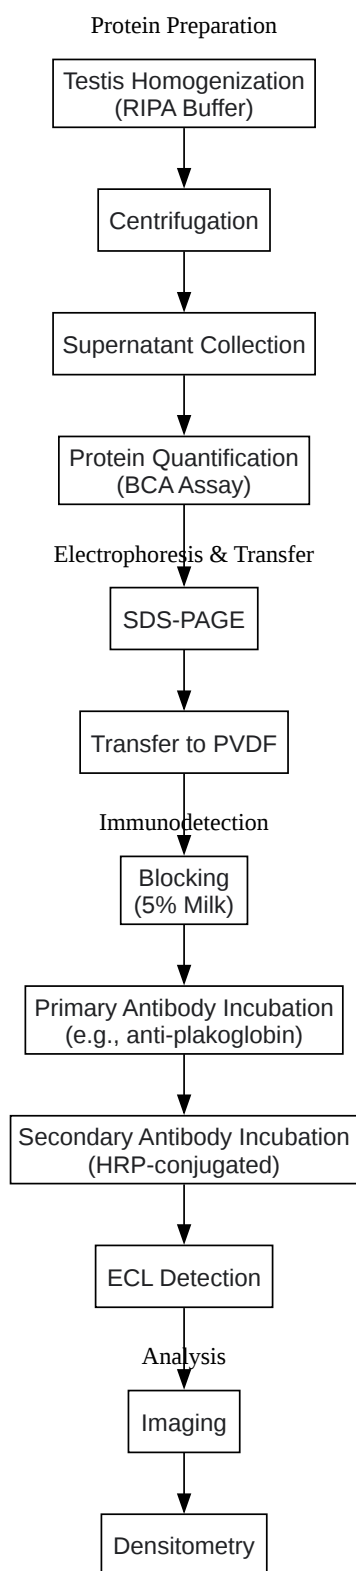 Protein Preparation
Testis Homogenization
(RIPA Buffer)
Centrifugation
Supernatant Collection
Protein Quantification
(BCA Assay)
Electrophoresis & Transfer
SDS-PAGE
Transfer to PVDF
Immunodetection
Blocking
(5% Milk)
Primary Antibody Incubation
(e.g., anti-plakoglobin)
Secondary Antibody Incubation
(HRP-conjugated)
ECL Detection
Analysis
Imaging
Densitometry